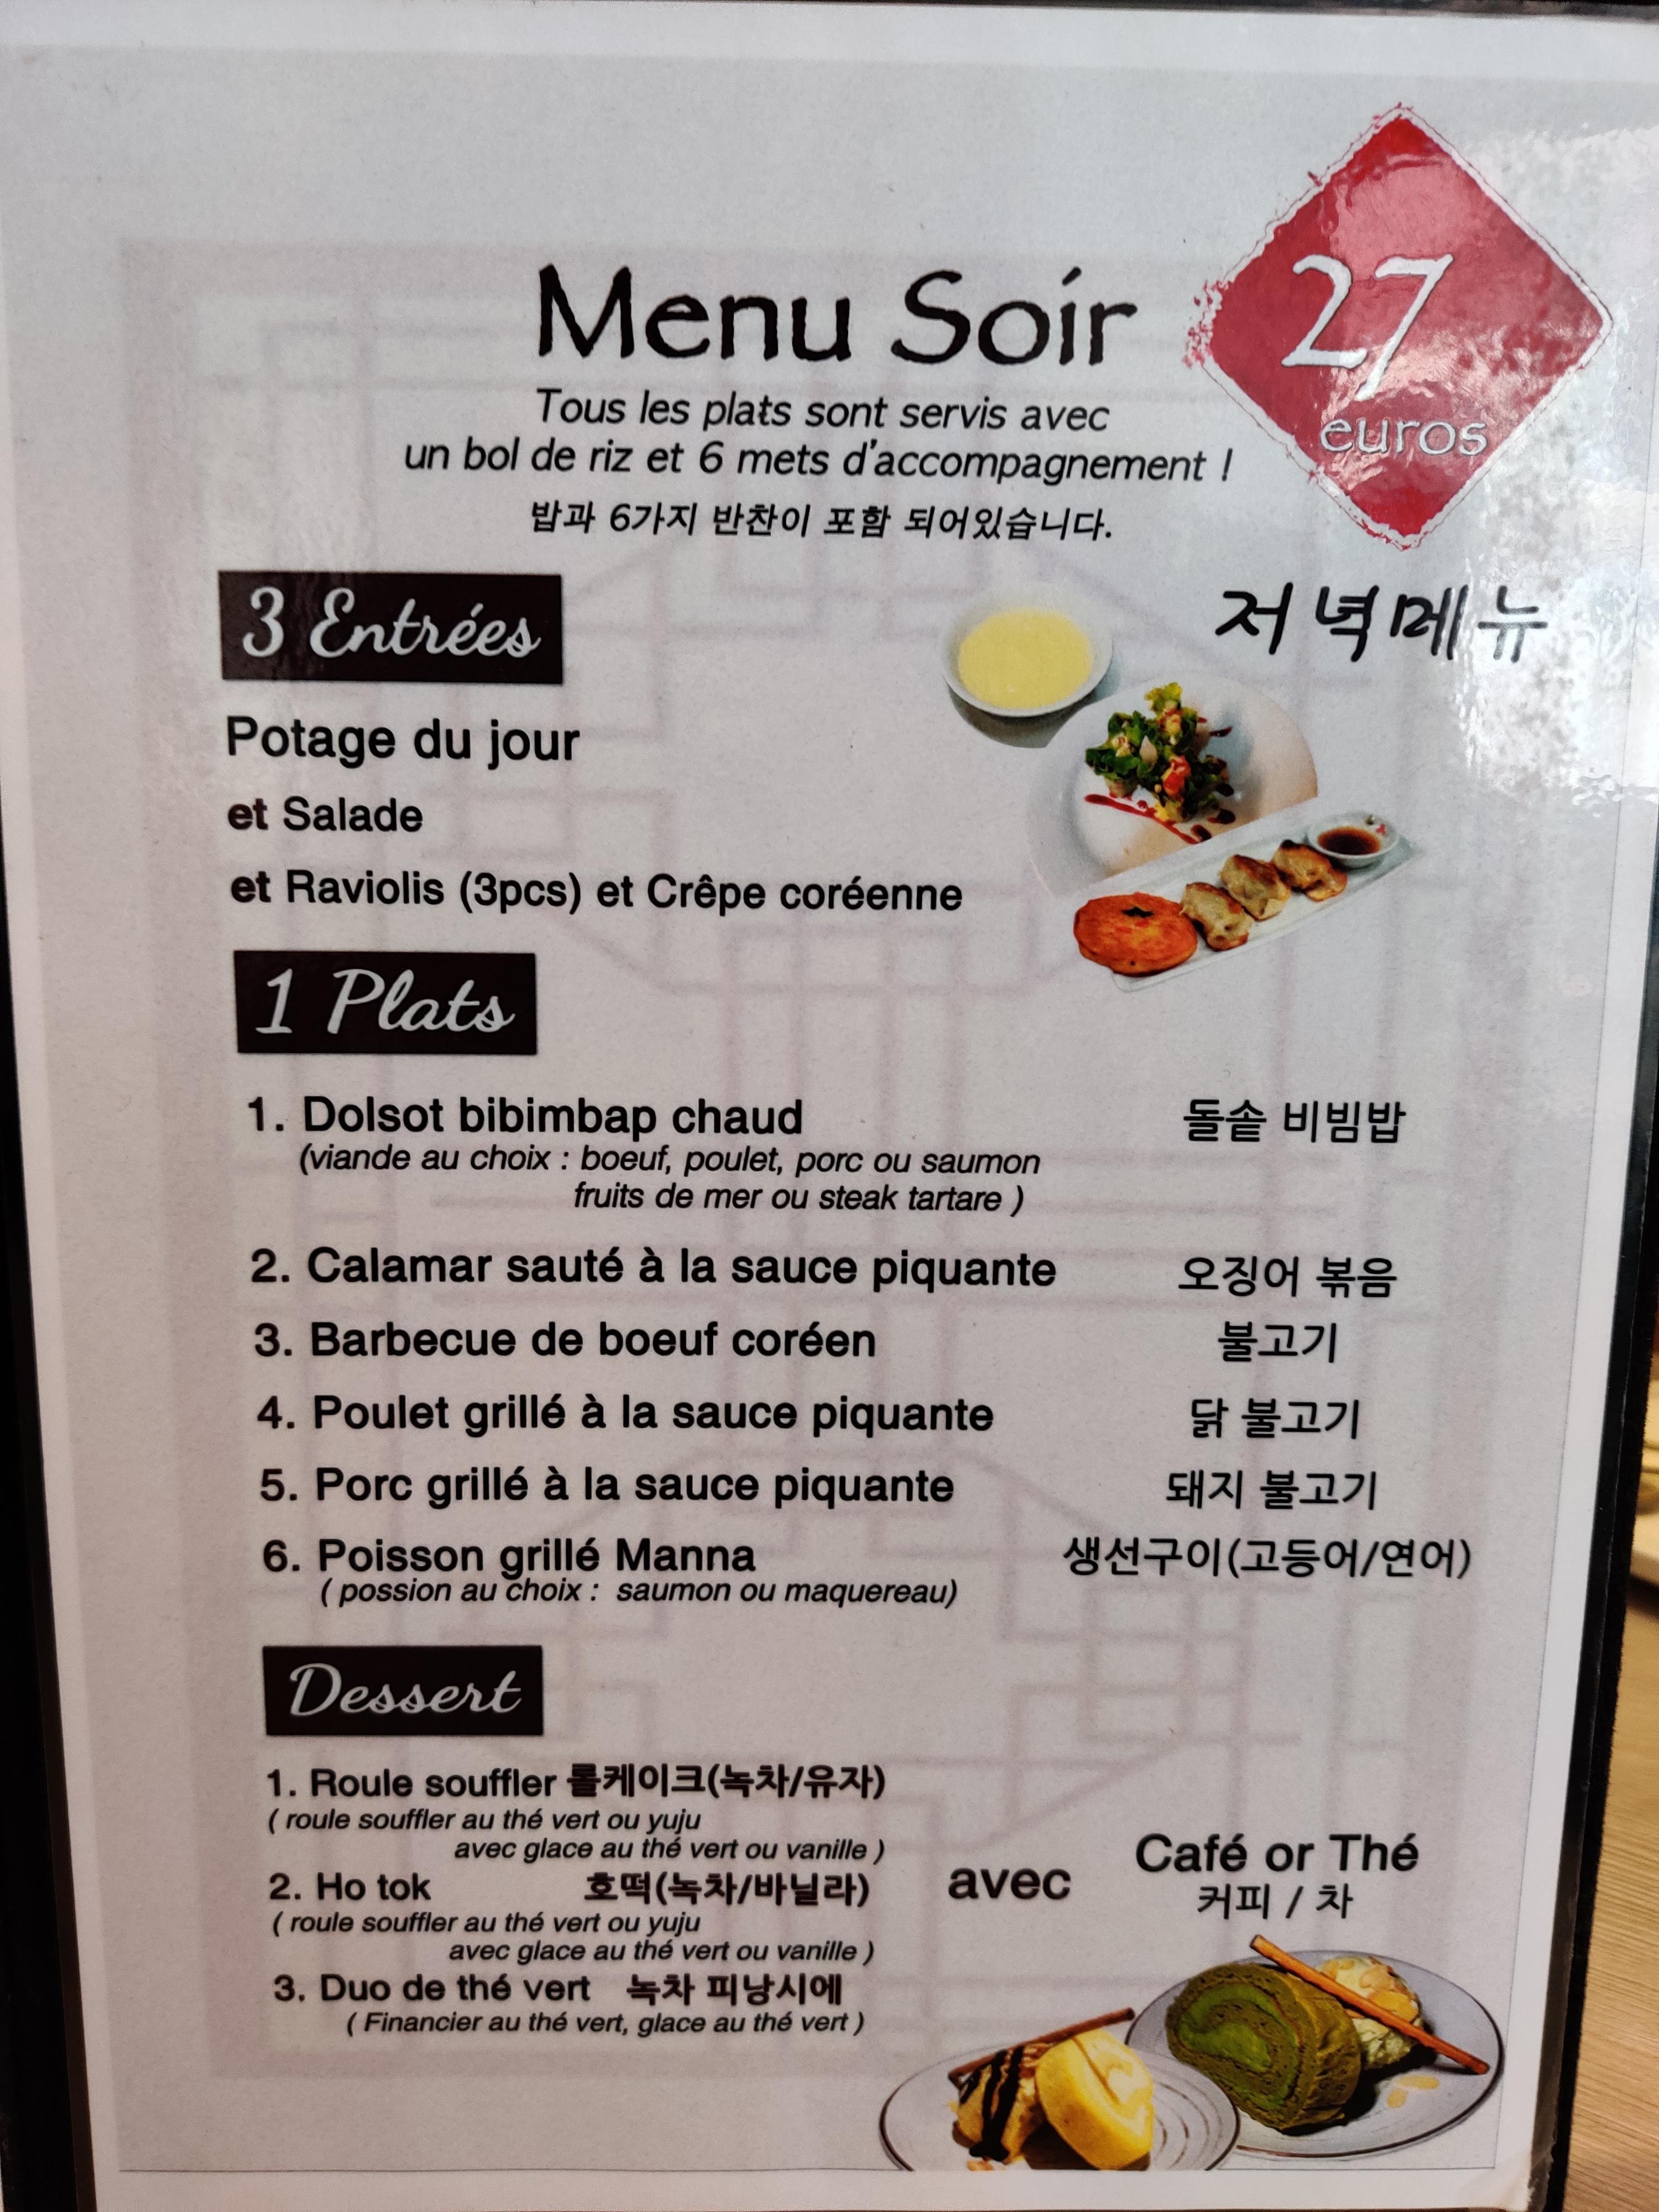 Menu Soir
27
euros
Tous les plats sont servis avec
un bol de riz et 6 mets d'accompagnement !
밥과 6가지 반찬이 포함 되어있습니다.
저녁메뉴
3 Entrées
Potage du jour
et Salade
et Raviolis (3pcs) et Crêpe coréenne
1 Plats
1. Dolsot bibimbap chaud 돌솥 비빔밥
(viande au choix : boeuf, poulet, porc ou saumon
fruits de mer ou steak tartare )
2. Calamar sauté à la sauce piquante 오징어 볶음
3. Barbecue de boeuf coréen 불고기
4. Poulet grillé à la sauce piquante 닭 불고기
5. Porc grillé à la sauce piquante 돼지 불고기
6. Poisson grillé Manna 생선구이(고등어/연어)
( possion au choix : saumon ou maquereau)
Dessert
1. Roule souffler 롤케이크(녹차/유자)
( roule souffler au thé vert ou yuju
avec glace au thé vert ou vanille )
2. Ho tok 호떡(녹차/바닐라)
( roule souffler au thé vert ou yuju
avec glace au thé vert ou vanille )
3. Duo de thé vert 녹차 피낭시에
( Financier au thé vert, glace au thé vert )
avec
Café or Thé
커피 / 차